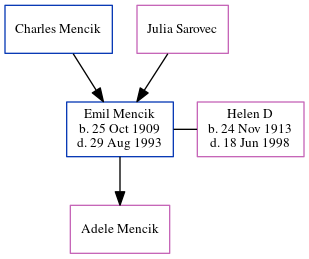 Charles Mencik
Julia Sarovec
Emil Mencik
b. 25 Oct 1909
d. 29 Aug 1993
Helen D
b. 24 Nov 1913
d. 18 Jun 1998
Adele Mencik